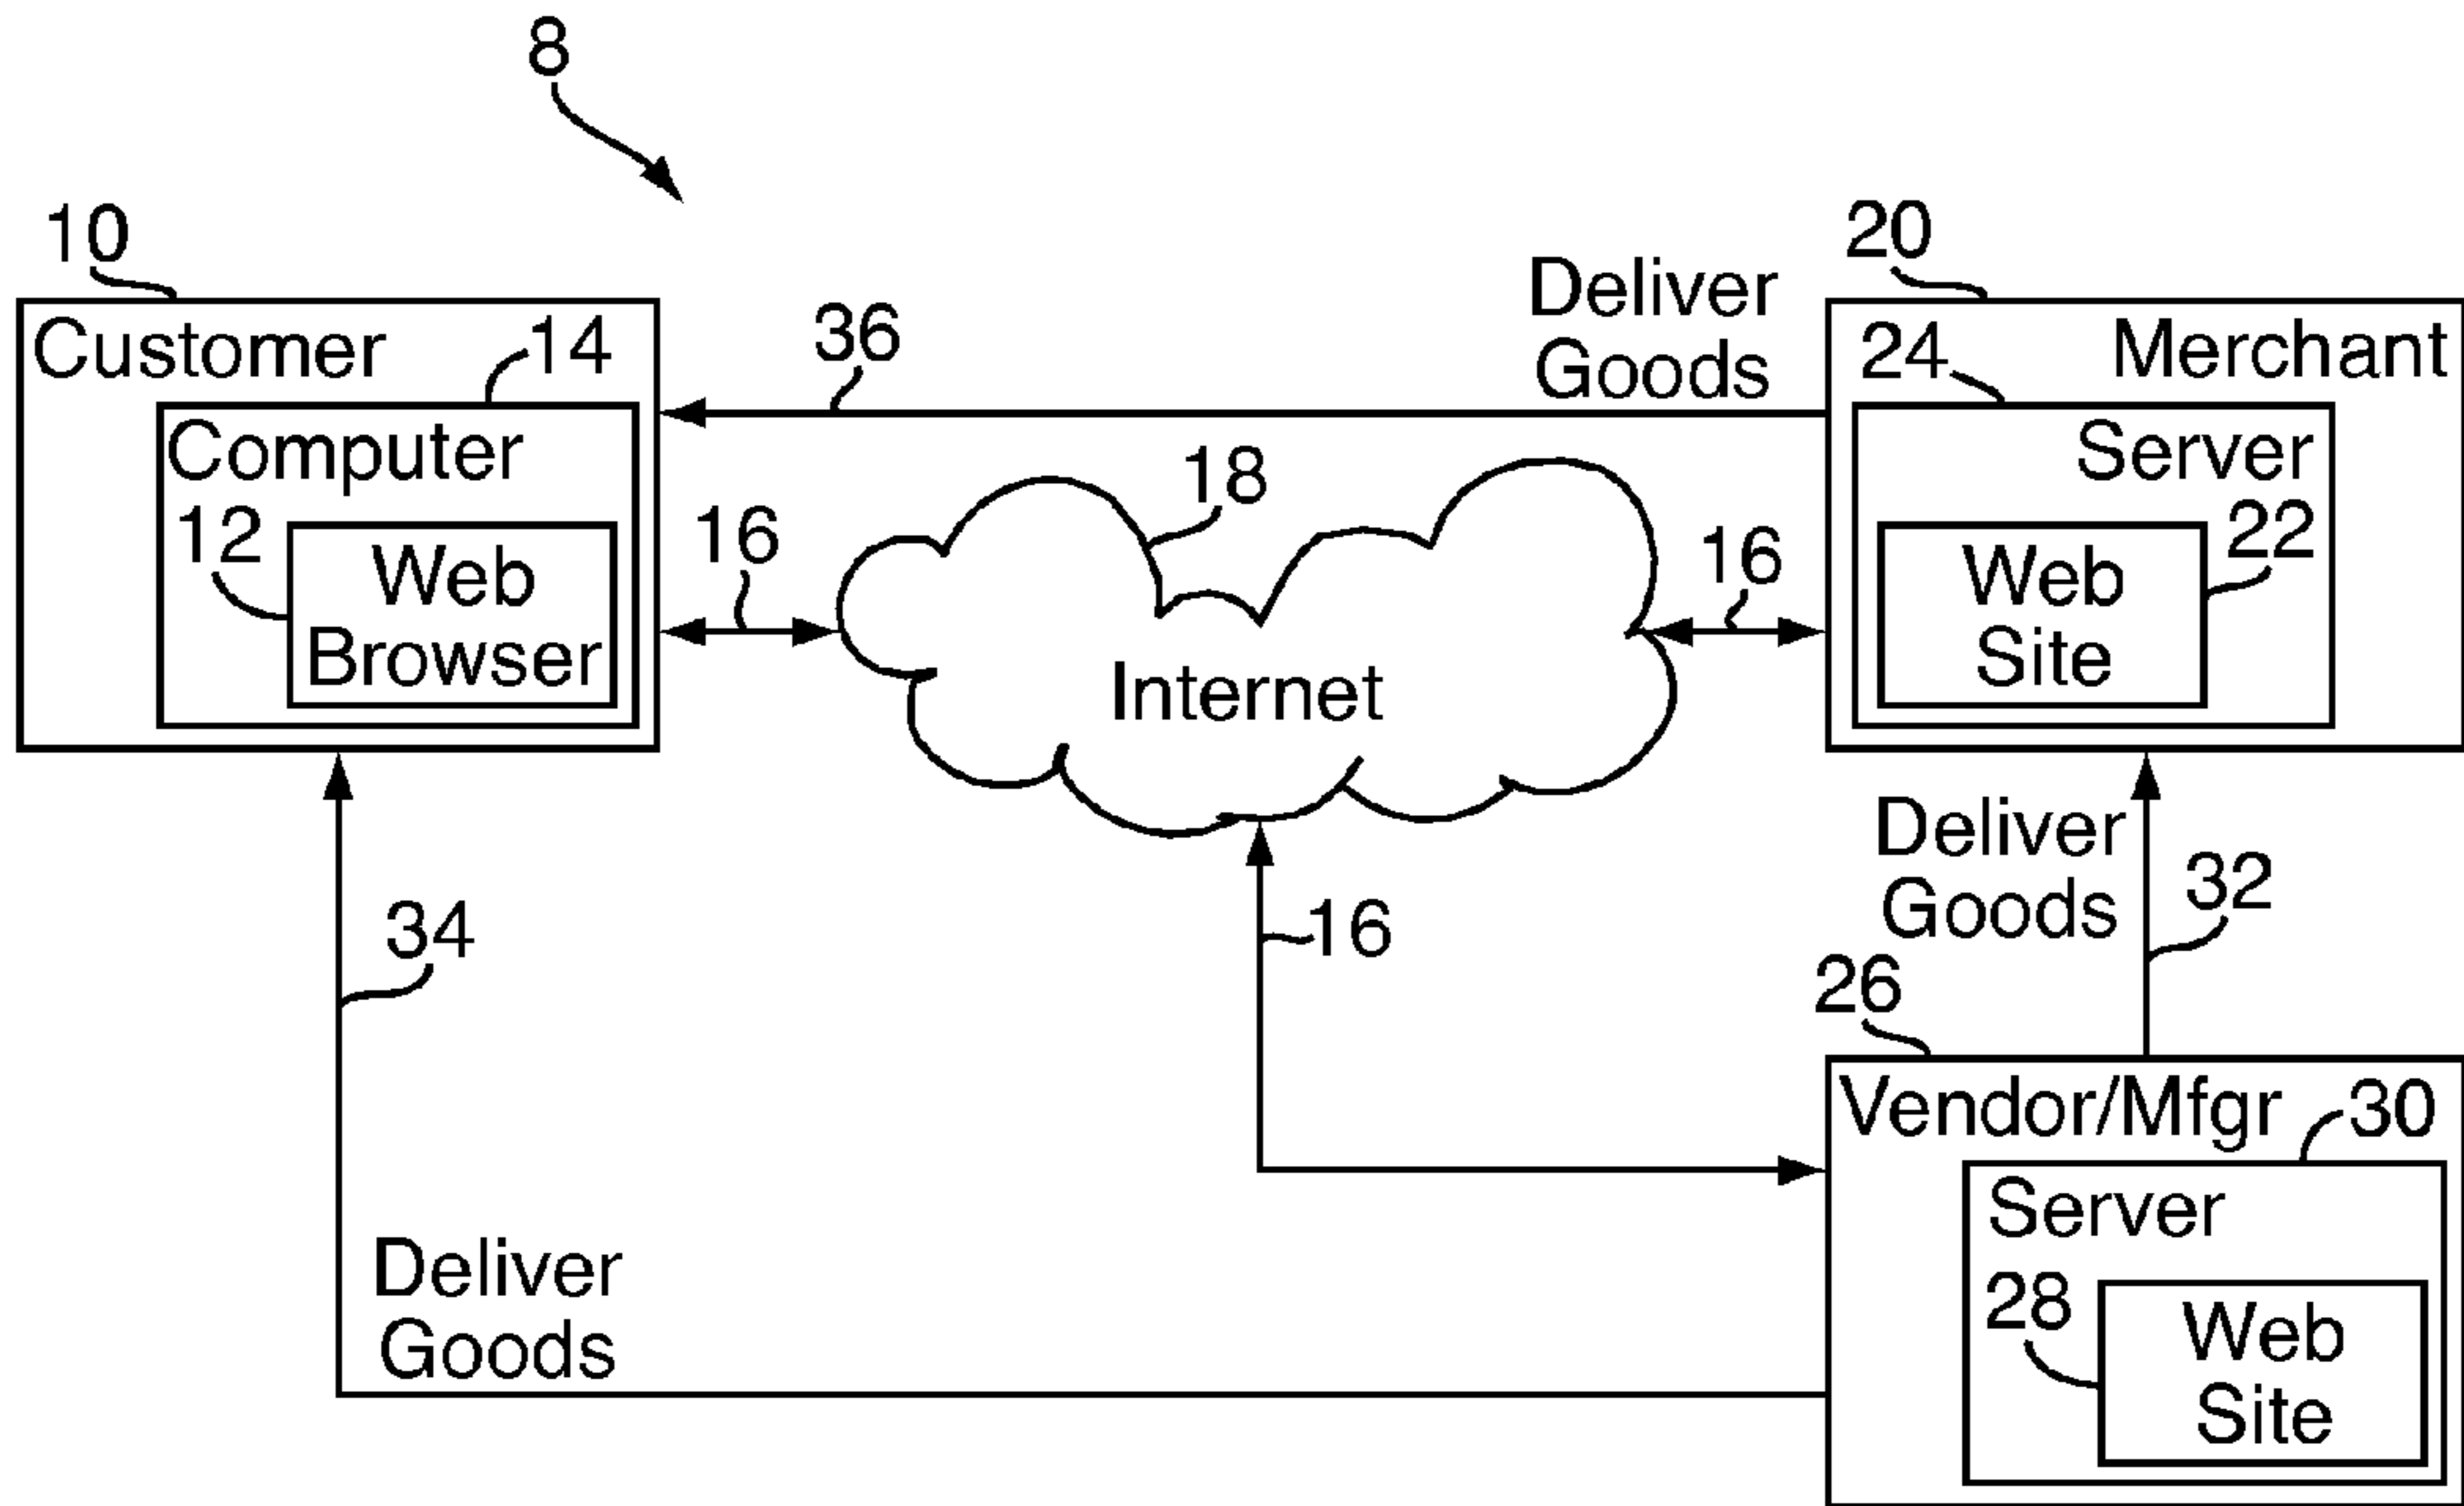 8
10
20
Customer
14
36
Deliver
Goods
24
Merchant
Computer
12
Web
Browser
16
18
Internet
16
Server
22
Web
Site
34
16
Deliver
Goods
32
26
Vendor/Mfgr
30
Server
28
Web
Site
Deliver
Goods